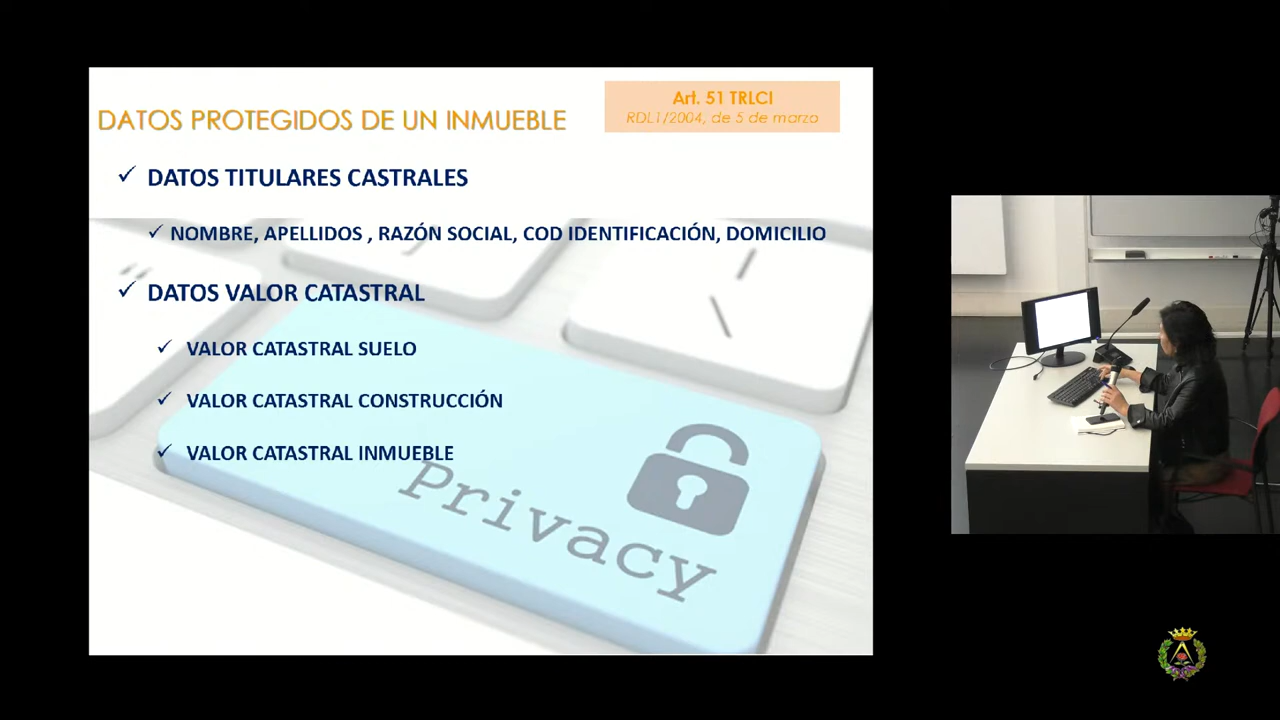 DATOS PROTEGIDOS DE UN INMUEBLE
Art. 51 TRLCI
RDL1/2004, de 5 de marzo
DATOS TITULARES CASTRALES
NOMBRE, APELLIDOS , RAZÓN SOCIAL, COD IDENTIFICACIÓN, DOMICILIO
DATOS VALOR CATASTRAL
VALOR CATASTRAL SUELO
VALOR CATASTRAL CONSTRUCCIÓN
VALOR CATASTRAL INMUEBLE
Privacy